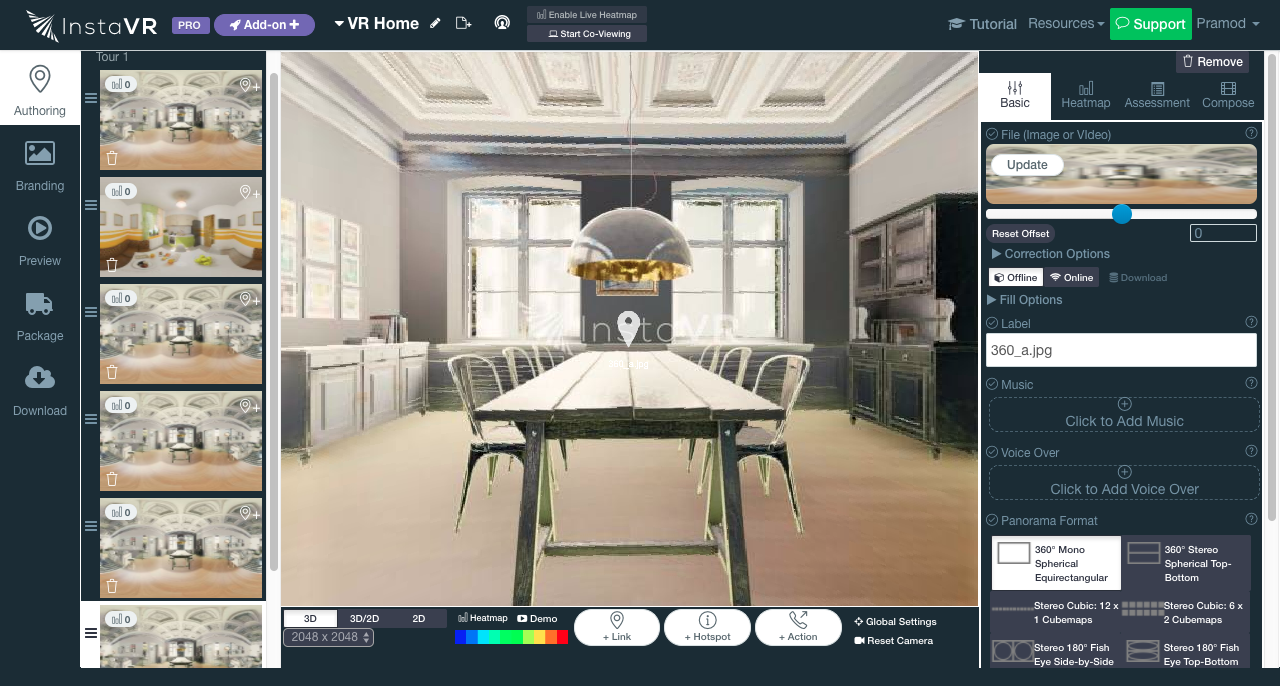 InstaVR
PRO
Add-on
VR Home
Enable Live Heatmap
Start Co-Viewing
Tutorial
Resources
Support
Pramod
Authoring
Branding
Preview
Package
Download
Tour 1
0
0
0
0
0
0
InstaVR
360_a.jpg
3D
3D/2D
2D
2048 x 2048
Heatmap
Demo
+ Link
+ Hotspot
+ Action
Global Settings
Reset Camera
Remove
Basic
Heatmap
Assessment
Compose
File (Image or VIdeo)
Update
Reset Offset
0
Correction Options
Offline
Online
Download
Fill Options
Label
360_a.jpg
Music
Click to Add Music
Voice Over
Click to Add Voice Over
Panorama Format
360° Mono
Spherical
Equirectangular
360° Stereo
Spherical Top-
Bottom
Stereo Cubic: 12 x
1 Cubemaps
Stereo Cubic: 6 x
2 Cubemaps
Stereo 180° Fish
Eye Side-by-Side
Stereo 180° Fish
Eye Top-Bottom